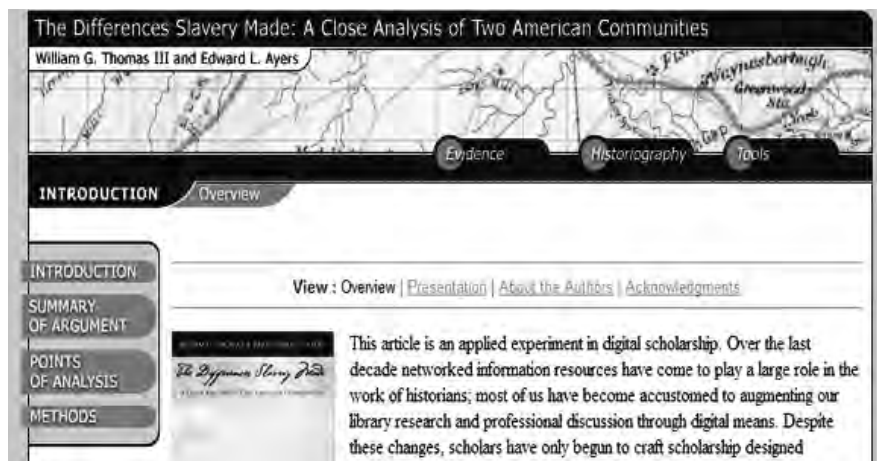 The Differences Slavery Made: A Close Analysis of Two American Communities
William G. Thomas III and Edward L. Ayers
Waynesborough
Greenwood
Sta.
Gap
Evidence
Historiography
Tools
INTRODUCTION
Overview
INTRODUCTION
SUMMARY
OF ARGUMENT
POINTS
OF ANALYSIS
METHODS
View : Overview | Presentation | About the Authors | Acknowledgments
The Differences Slavery Made
This article is an applied experiment in digital scholarship. Over the last
decade networked information resources have come to play a large role in the
work of historians; most of us have become accustomed to augmenting our
library research and professional discussion through digital means. Despite
these changes, scholars have only begun to craft scholarship designed